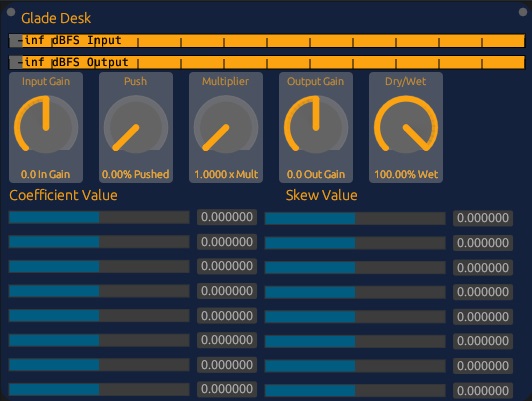 Glade Desk
-inf dBFS Input
-inf dBFS Output
Input Gain Push Multiplier Output Gain Dry/Wet
0.0 In Gain 0.00% Pushed 1.0000 x Mult 0.0 Out Gain 100.00% Wet
Coefficient Value Skew Value
0.000000 0.000000
0.000000 0.000000
0.000000 0.000000
0.000000 0.000000
0.000000 0.000000
0.000000 0.000000
0.000000 0.000000
0.000000 0.000000